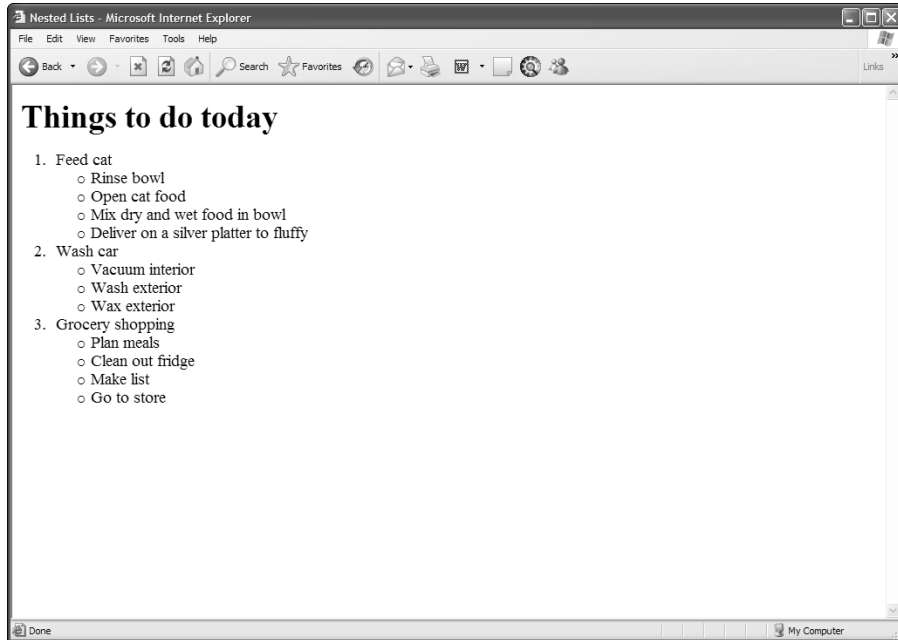 Nested Lists - Microsoft Internet Explorer
File Edit View Favorites Tools Help
Back Search Favorites W Links »
Things to do today
1. Feed cat
○ Rinse bowl
○ Open cat food
○ Mix dry and wet food in bowl
○ Deliver on a silver platter to fluffy
2. Wash car
○ Vacuum interior
○ Wash exterior
○ Wax exterior
3. Grocery shopping
○ Plan meals
○ Clean out fridge
○ Make list
○ Go to store
Done My Computer